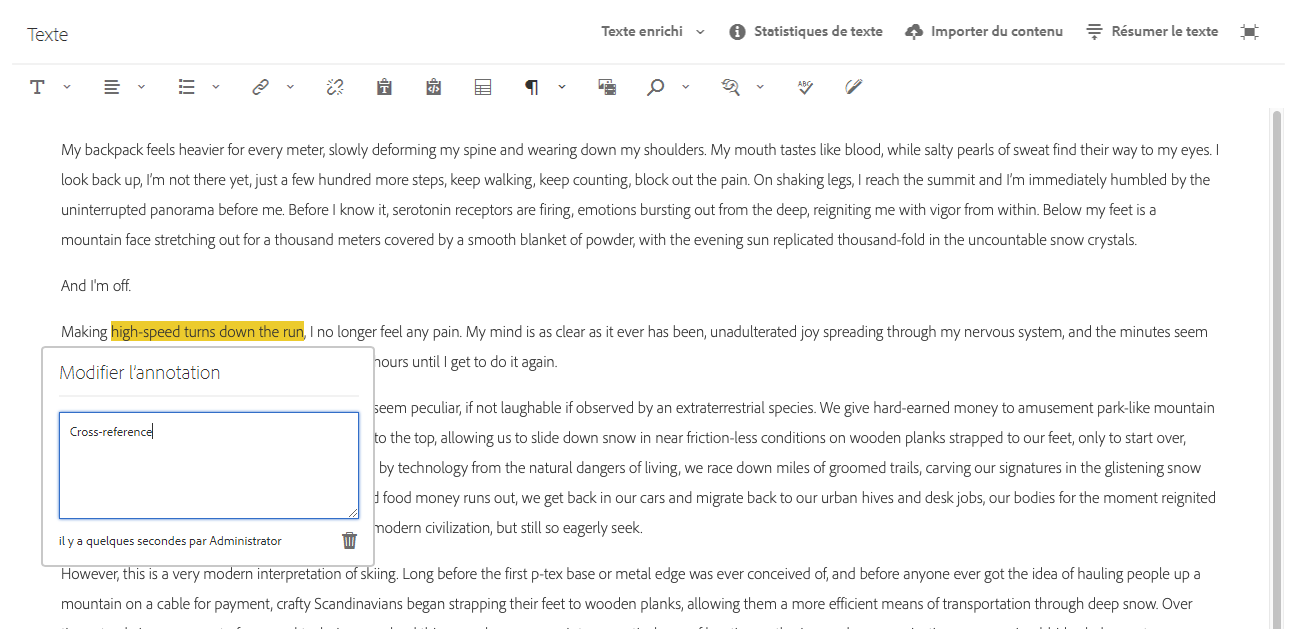 Texte
Texte enrichi
Statistiques de texte
Importer du contenu
Résumer le texte
My backpack feels heavier for every meter, slowly deforming my spine and wearing down my shoulders. My mouth tastes like blood, while salty pearls of sweat find their way to my eyes. I
look back up, I’m not there yet, just a few hundred more steps, keep walking, keep counting, block out the pain. On shaking legs, I reach the summit and I’m immediately humbled by the
uninterrupted panorama before me. Before I know it, serotonin receptors are firing, emotions bursting out from the deep, reigniting me with vigor from within. Below my feet is a
mountain face stretching out for a thousand meters covered by a smooth blanket of powder, with the evening sun replicated thousand-fold in the uncountable snow crystals.
And I’m off.
Making high-speed turns down the run, I no longer feel any pain. My mind is as clear as it ever has been, unadulterated joy spreading through my nervous system, and the minutes seem
hours until I get to do it again.
Modifier l’annotation
Cross-reference
il y a quelques secondes par Administrator
seem peculiar, if not laughable if observed by an extraterrestrial species. We give hard-earned money to amusement park-like mountain
to the top, allowing us to slide down snow in near friction-less conditions on wooden planks strapped to our feet, only to start over,
by technology from the natural dangers of living, we race down miles of groomed trails, carving our signatures in the glistening snow
food money runs out, we get back in our cars and migrate back to our urban hives and desk jobs, our bodies for the moment reignited
modern civilization, but still so eagerly seek.
However, this is a very modern interpretation of skiing. Long before the first p-tex base or metal edge was ever conceived of, and before anyone ever got the idea of hauling people up a
mountain on a cable for payment, crafty Scandinavians began strapping their feet to wooden planks, allowing them a more efficient means of transportation through deep snow. Over